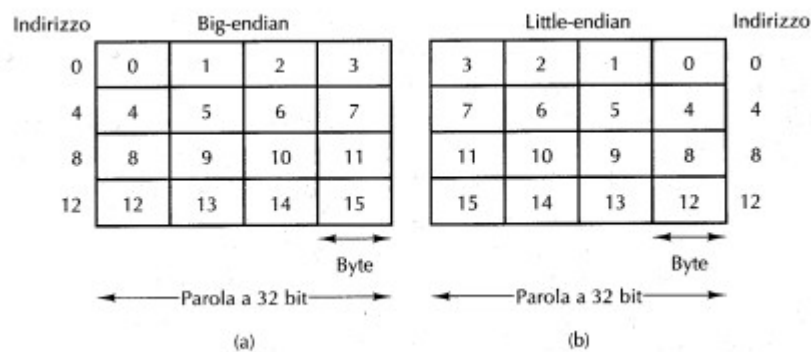 Indirizzo Big-endian Little-endian Indirizzo
0 0 1 2 3 3 2 1 0 0
4 4 5 6 7 7 6 5 4 4
8 8 9 10 11 11 10 9 8 8
12 12 13 14 15 15 14 13 12 12
Byte Byte
Parola a 32 bit Parola a 32 bit
(a) (b)